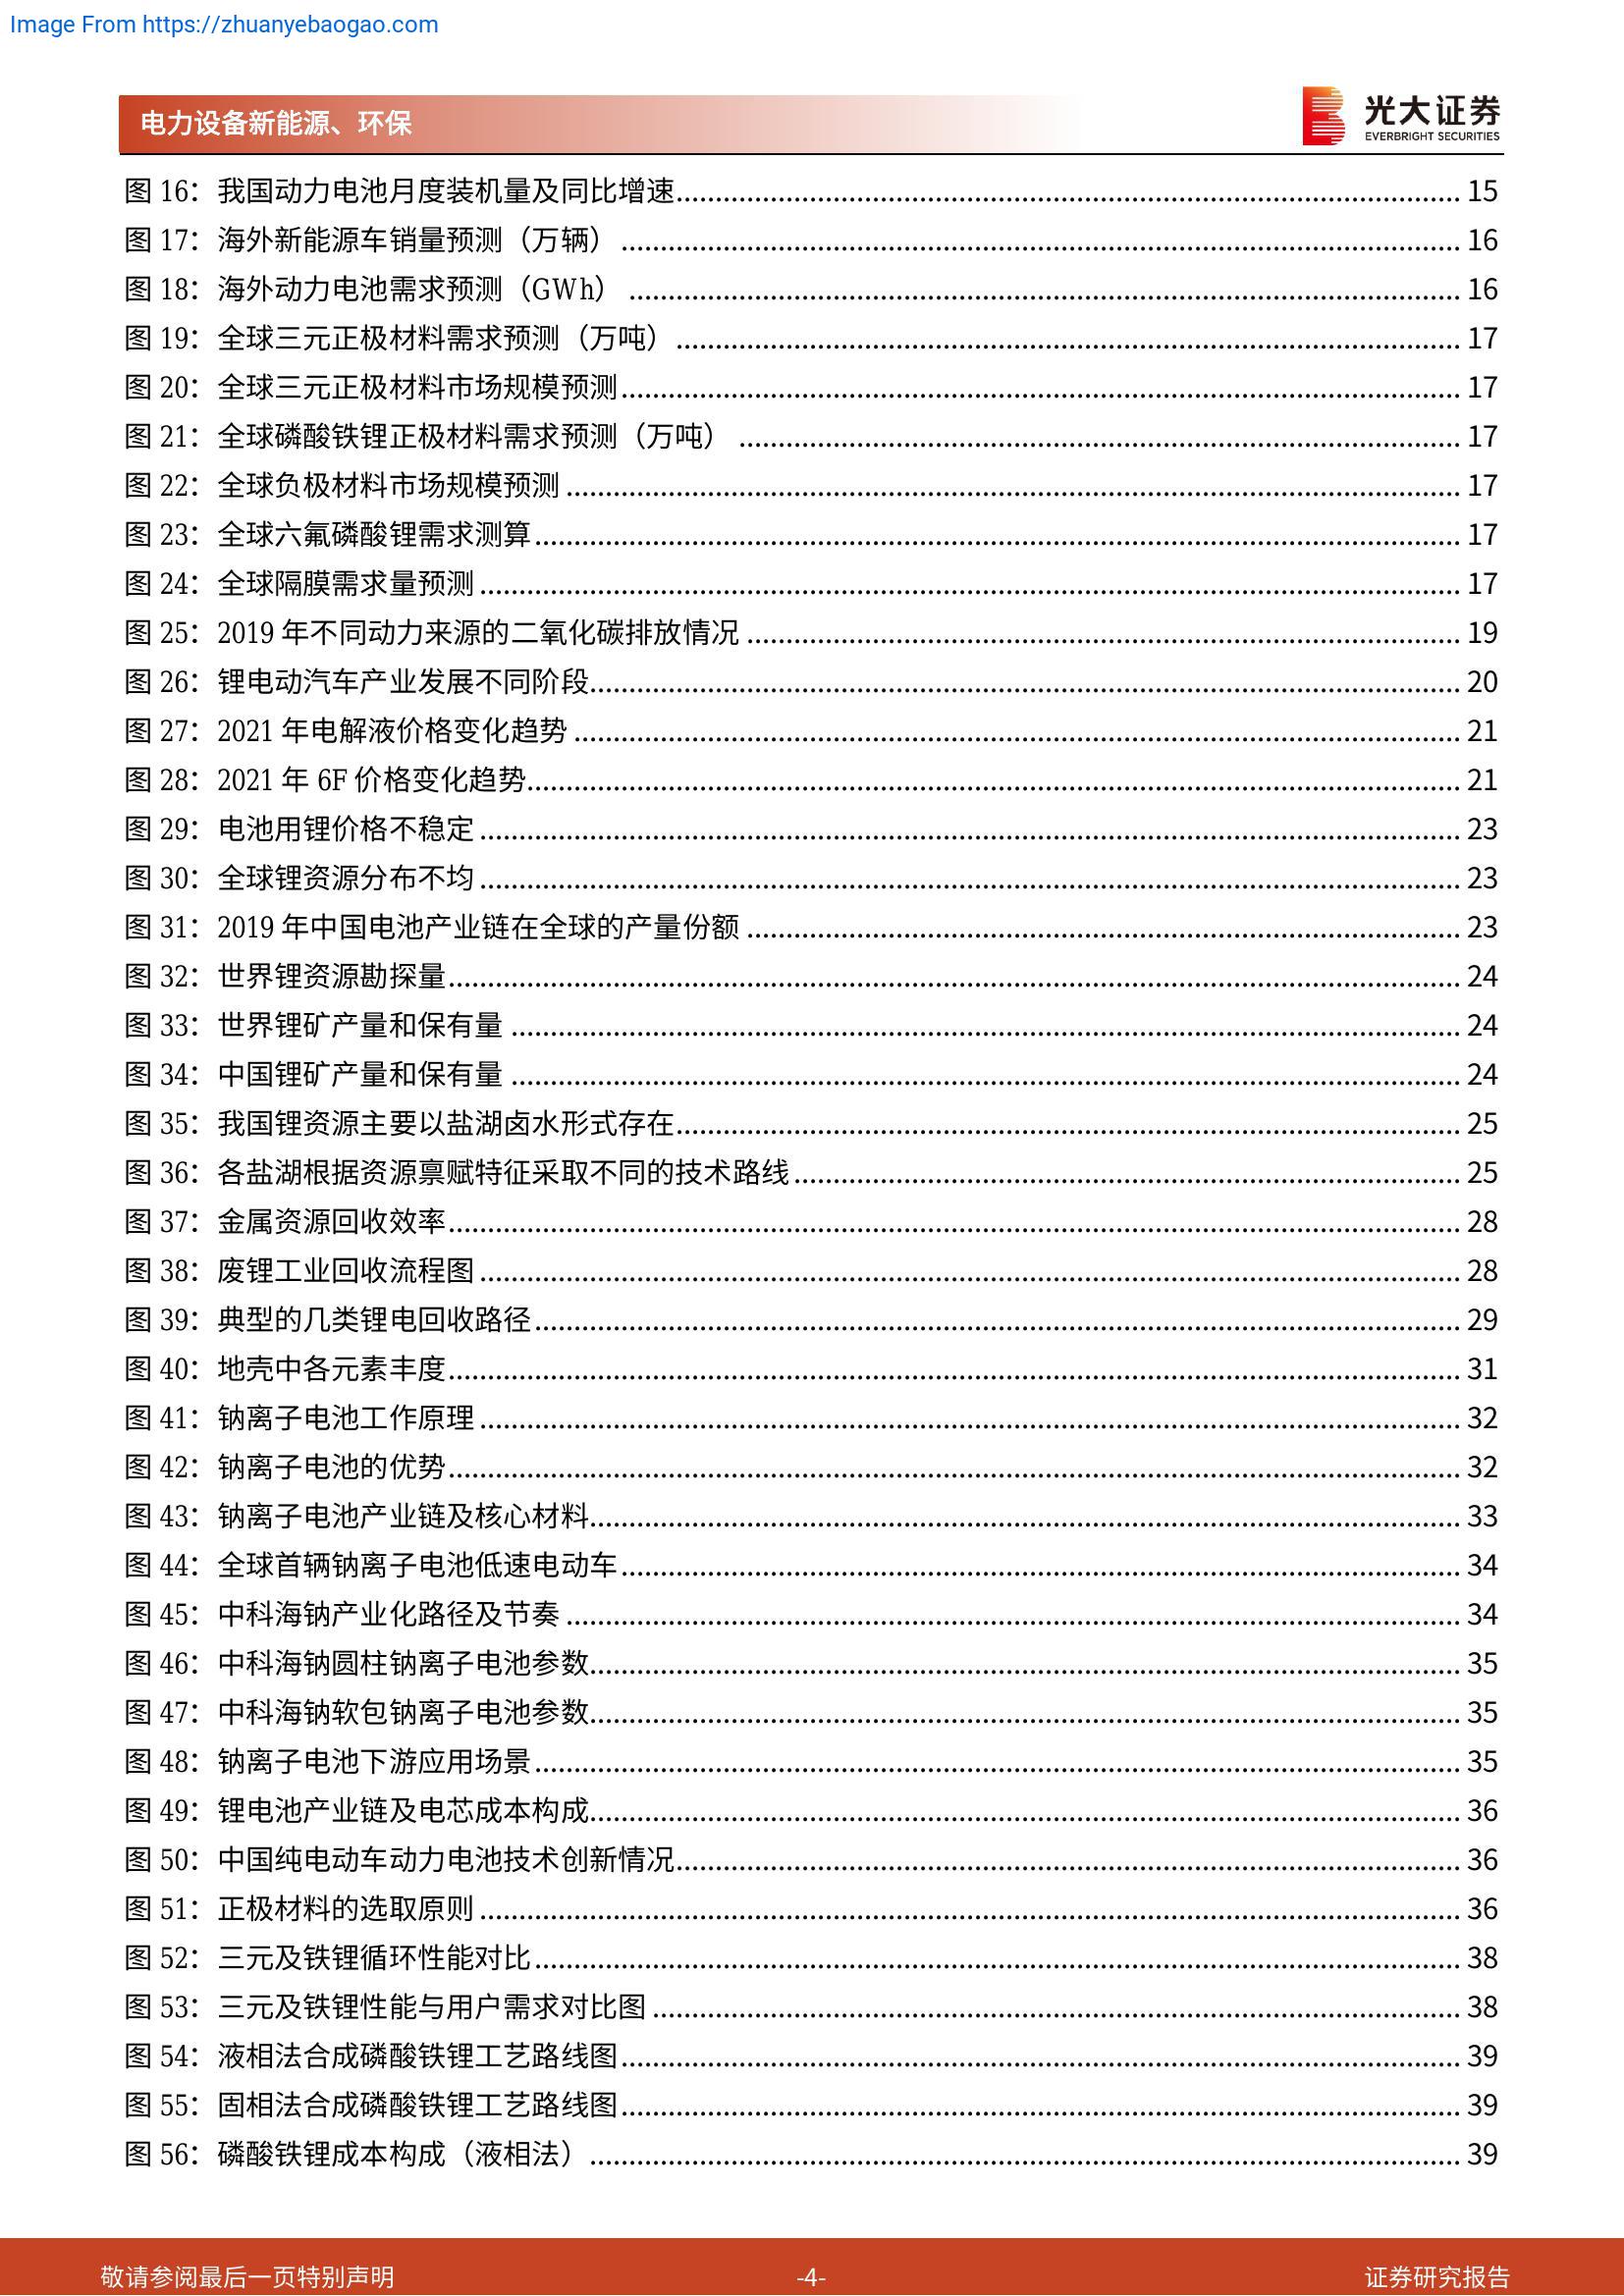 Image From https://zhuanyebaogao.com
电力设备新能源、环保
光大证券
EVERBRIGHT SECURITIES
图 16：我国动力电池月度装机量及同比增速 15
图 17：海外新能源车销量预测（万辆） 16
图 18：海外动力电池需求预测（GWh） 16
图 19：全球三元正极材料需求预测（万吨） 17
图 20：全球三元正极材料市场规模预测 17
图 21：全球磷酸铁锂正极材料需求预测（万吨） 17
图 22：全球负极材料市场规模预测 17
图 23：全球六氟磷酸锂需求测算 17
图 24：全球隔膜需求量预测 17
图 25：2019 年不同动力来源的二氧化碳排放情况 19
图 26：锂电动汽车产业发展不同阶段 20
图 27：2021 年电解液价格变化趋势 21
图 28：2021 年 6F 价格变化趋势 21
图 29：电池用锂价格不稳定 23
图 30：全球锂资源分布不均 23
图 31：2019 年中国电池产业链在全球的产量份额 23
图 32：世界锂资源勘探量 24
图 33：世界锂矿产量和保有量 24
图 34：中国锂矿产量和保有量 24
图 35：我国锂资源主要以盐湖卤水形式存在 25
图 36：各盐湖根据资源禀赋特征采取不同的技术路线 25
图 37：金属资源回收效率 28
图 38：废锂工业回收流程图 28
图 39：典型的几类锂电回收路径 29
图 40：地壳中各元素丰度 31
图 41：钠离子电池工作原理 32
图 42：钠离子电池的优势 32
图 43：钠离子电池产业链及核心材料 33
图 44：全球首辆钠离子电池低速电动车 34
图 45：中科海钠产业化路径及节奏 34
图 46：中科海钠圆柱钠离子电池参数 35
图 47：中科海钠软包钠离子电池参数 35
图 48：钠离子电池下游应用场景 35
图 49：锂电池产业链及电芯成本构成 36
图 50：中国纯电动车动力电池技术创新情况 36
图 51：正极材料的选取原则 36
图 52：三元及铁锂循环性能对比 38
图 53：三元及铁锂性能与用户需求对比图 38
图 54：液相法合成磷酸铁锂工艺路线图 39
图 55：固相法合成磷酸铁锂工艺路线图 39
图 56：磷酸铁锂成本构成（液相法） 39
敬请参阅最后一页特别声明
-4-
证券研究报告